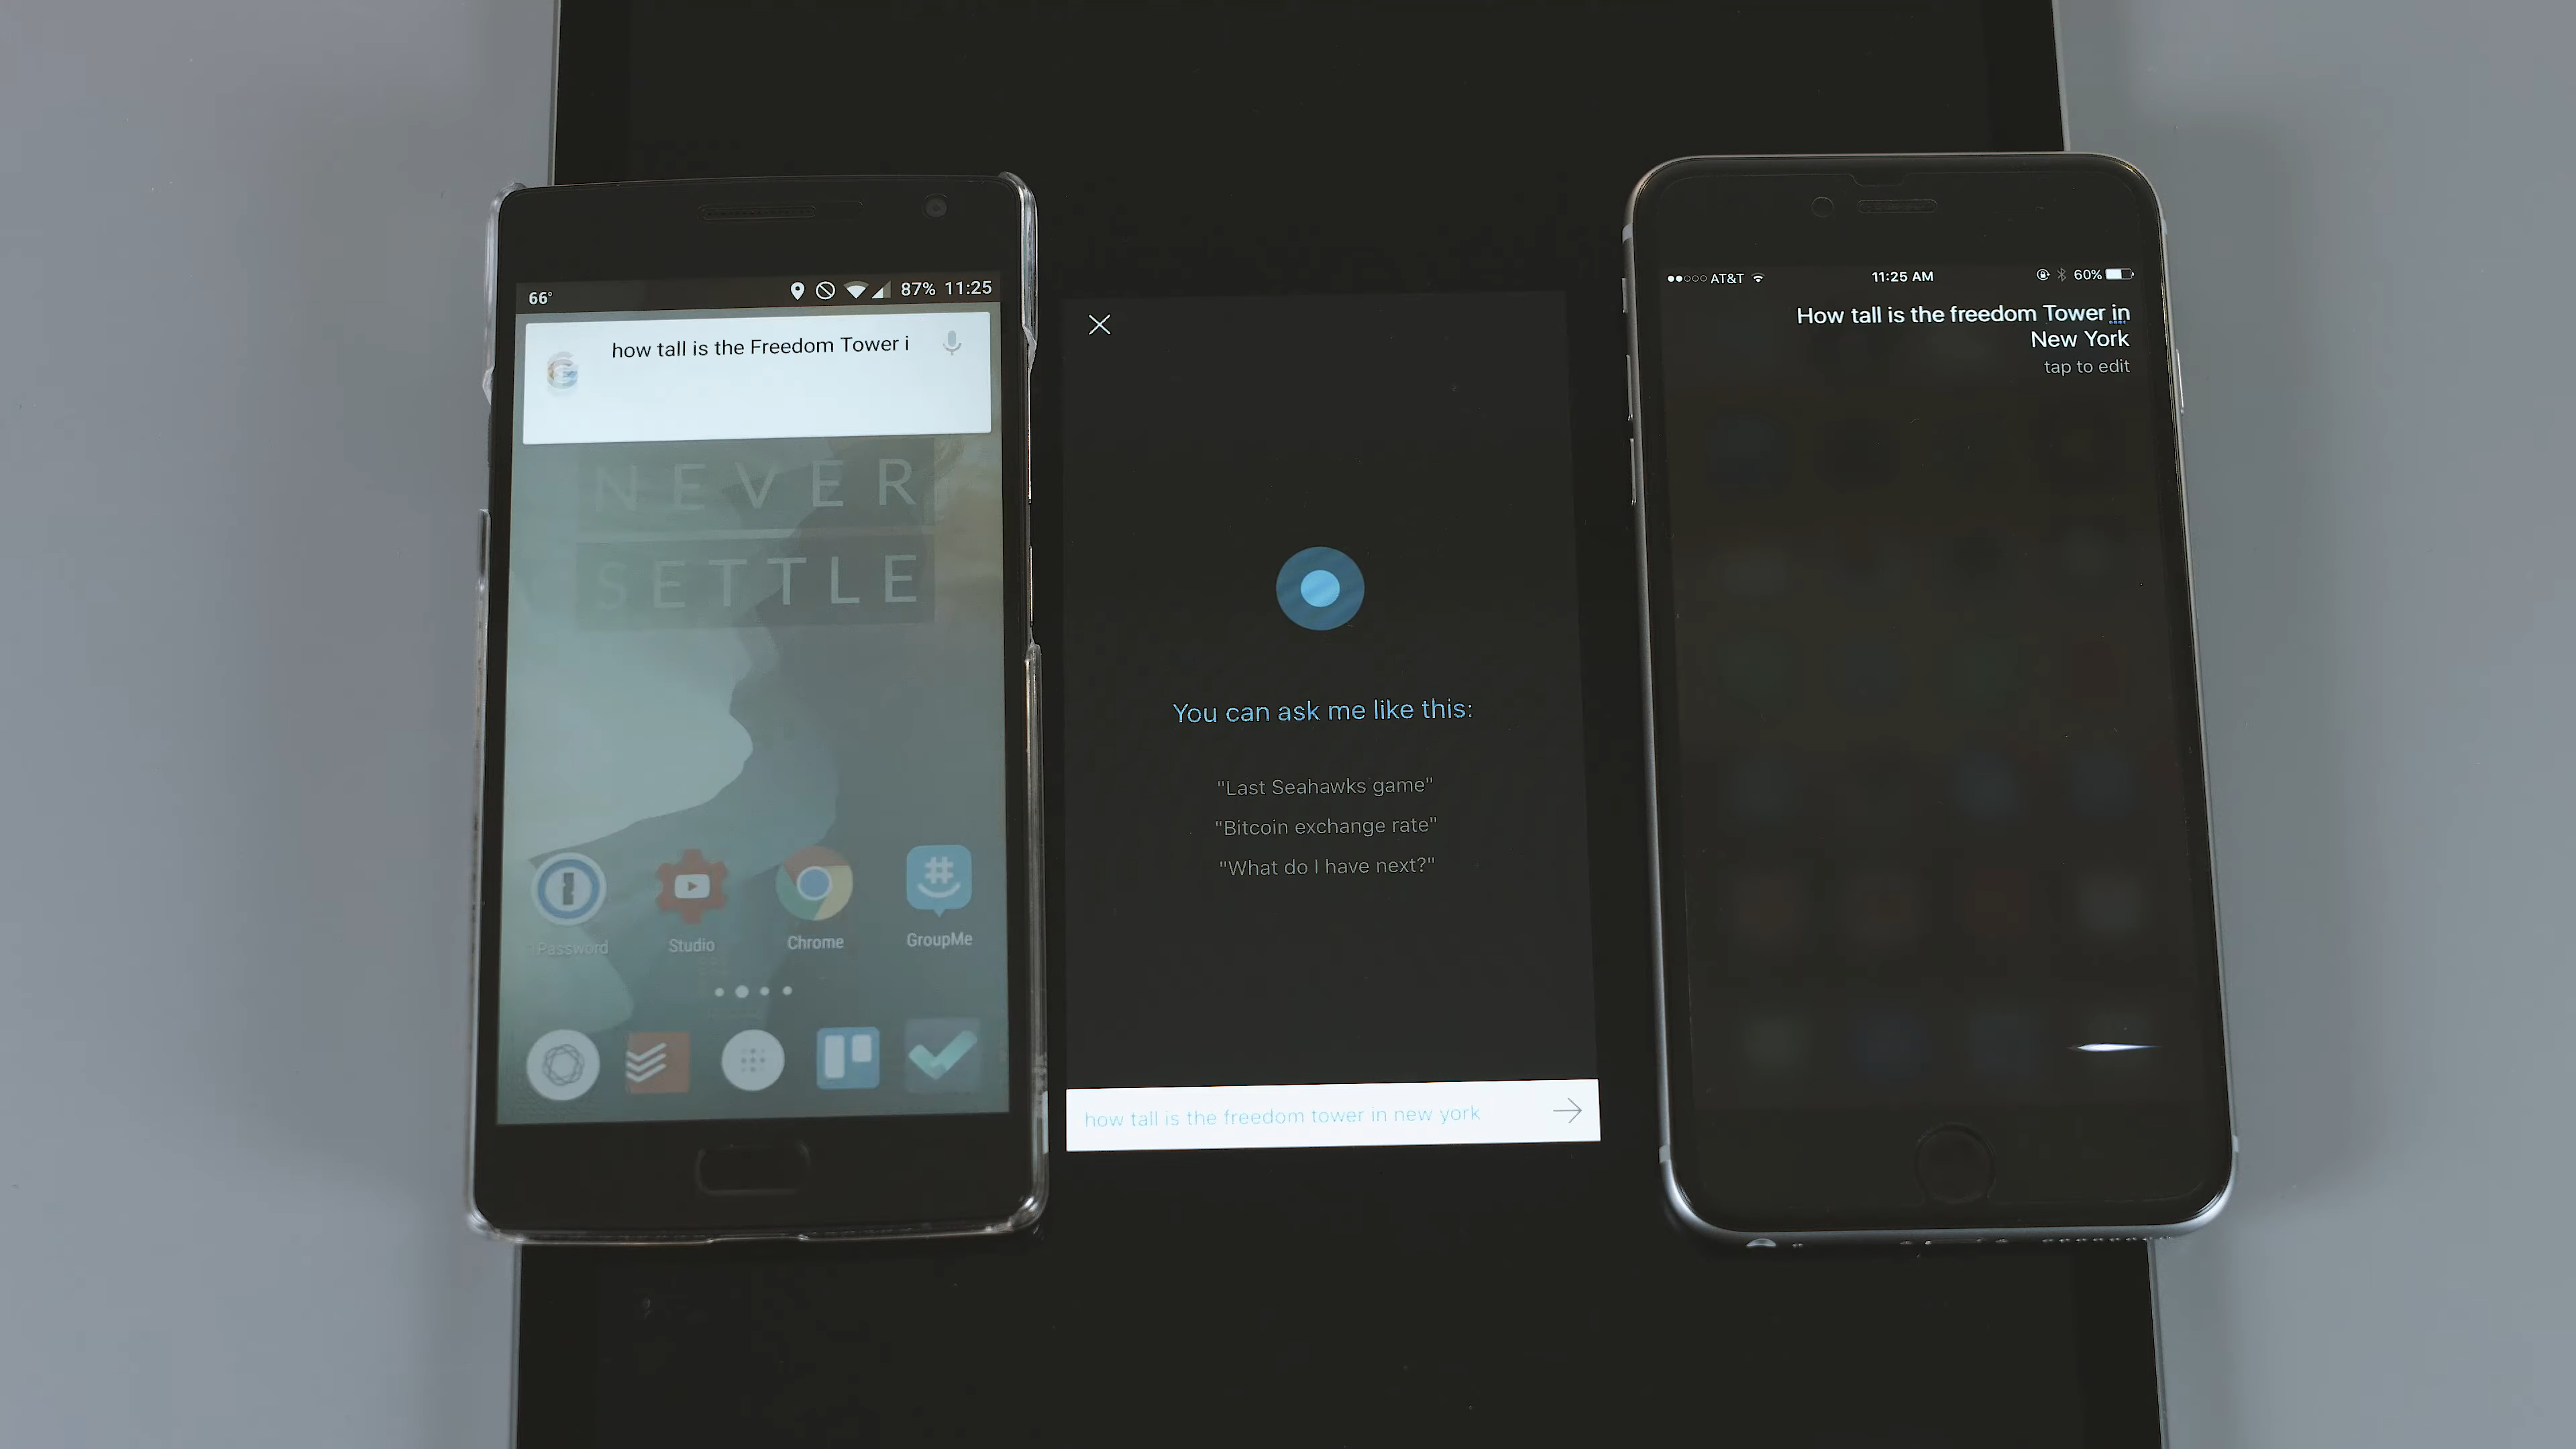 66°
87% 11:25
how tall is the Freedom Tower i
NEVER
SETTLE
1Password
Studio
Chrome
GroupMe
You can ask me like this:
"Last Seahawks game"
"Bitcoin exchange rate"
"What do I have next?"
how tall is the freedom tower in new york
AT&T
11:25 AM
60%
How tall is the freedom Tower in
New York
tap to edit